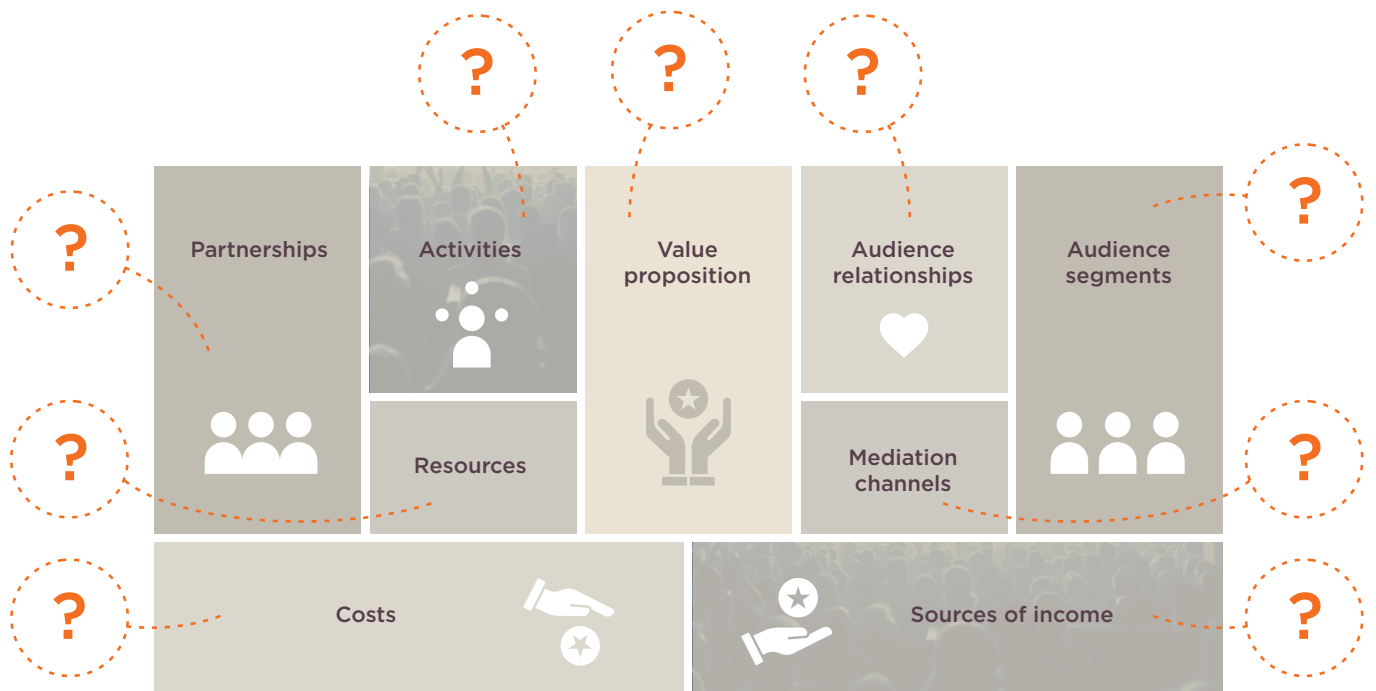 ?
?
?
?
?
Partnerships
Activities
Value
proposition
Audience
relationships
Audience
segments
?
Resources
Mediation
channels
?
?
Costs
Sources of income
?